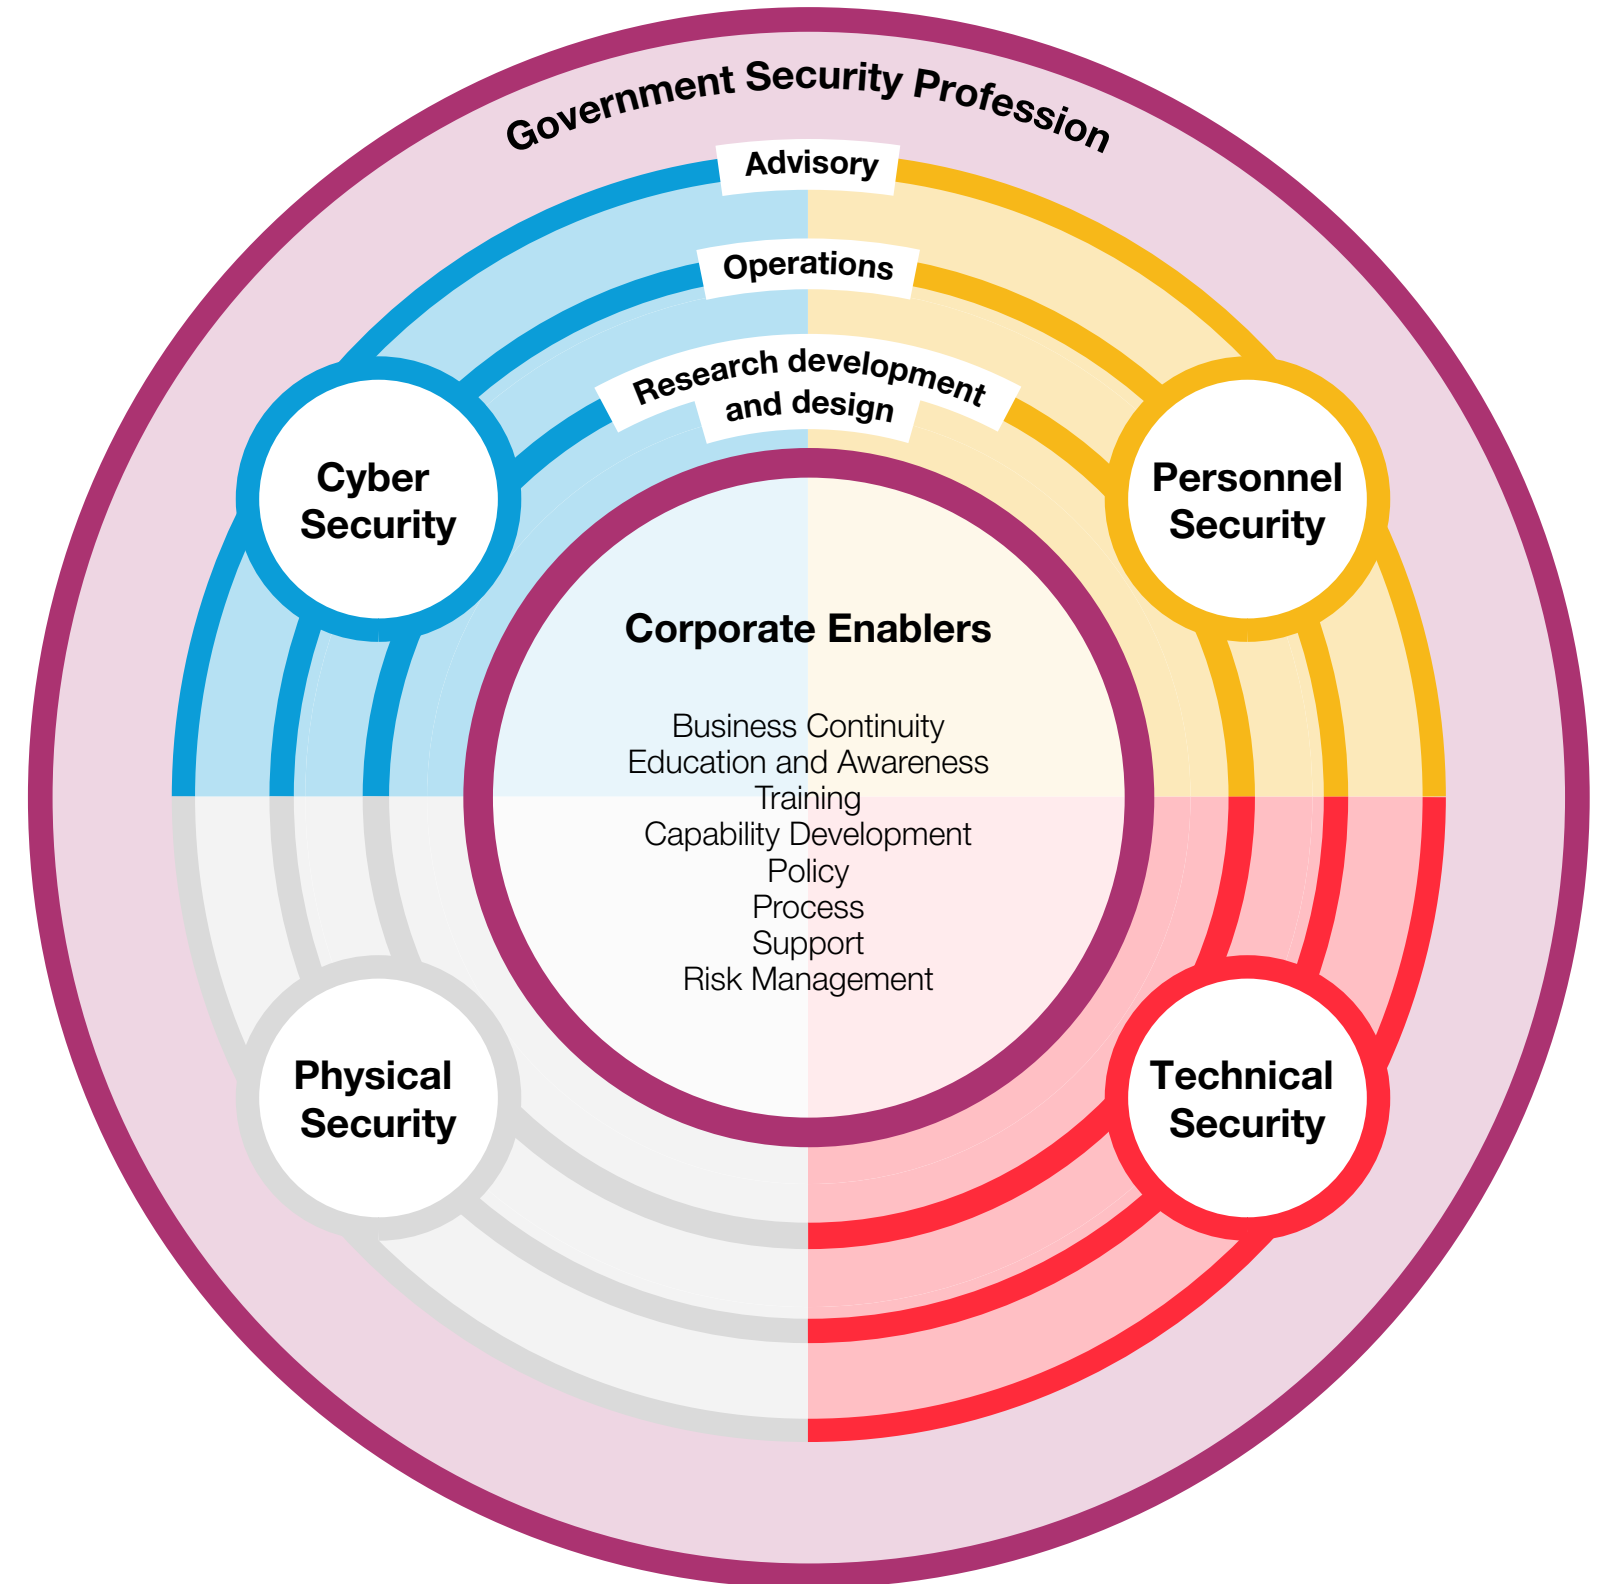 Government Security Profession
Advisory
Operations
Research development
and design
Cyber
Security
Personnel
Security
Corporate Enablers
Business Continuity
Education and Awareness
Training
Capability Development
Policy
Process
Support
Risk Management
Physical
Security
Technical
Security